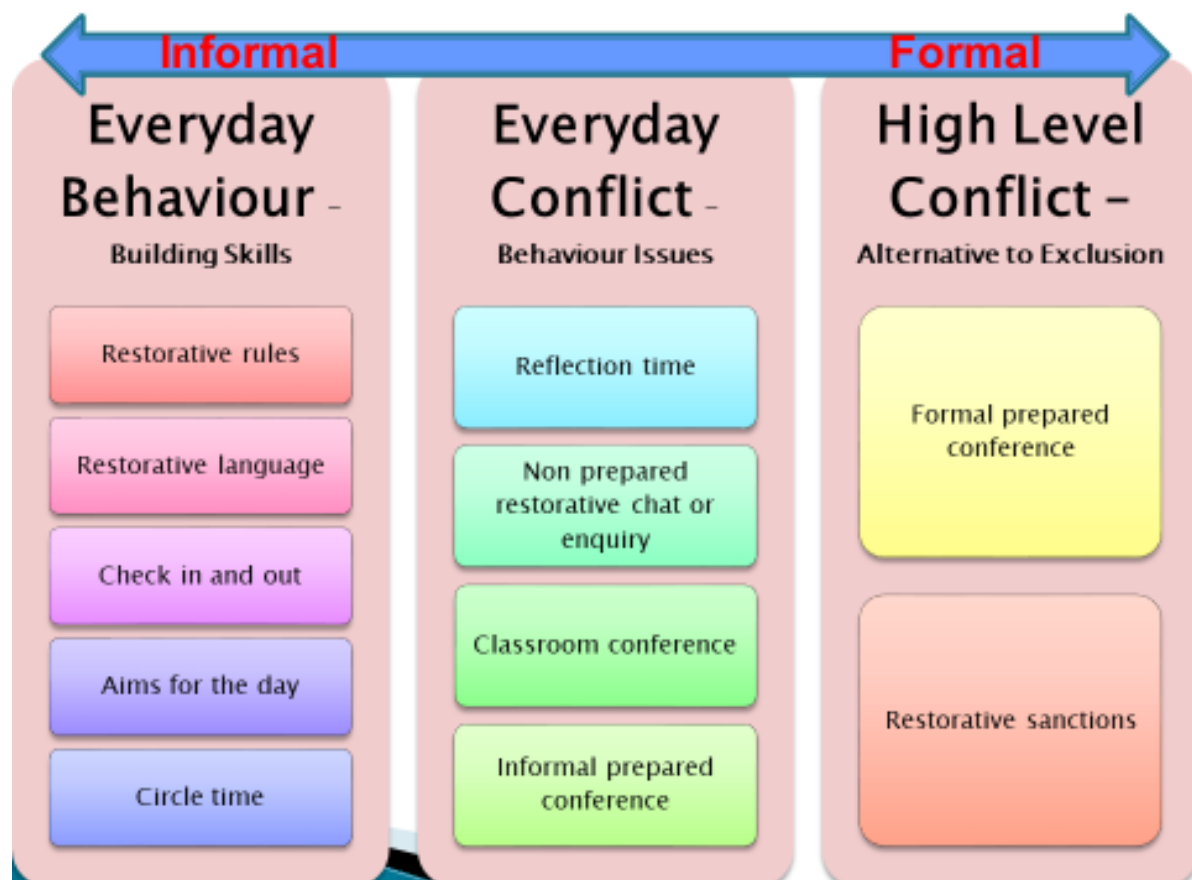 Informal
Formal
Everyday
Behaviour -
Building Skills
Restorative rules
Restorative language
Check in and out
Aims for the day
Circle time
Everyday
Conflict -
Behaviour Issues
Reflection time
Non prepared
restorative chat or
enquiry
Classroom conference
Informal prepared
conference
High Level
Conflict –
Alternative to Exclusion
Formal prepared
conference
Restorative sanctions